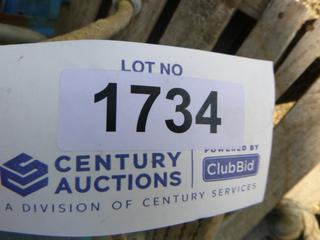 LOT NO
1734
POWERED BY
CENTURY
AUCTIONS
ClubBid
A DIVISION OF CENTURY SERVICES